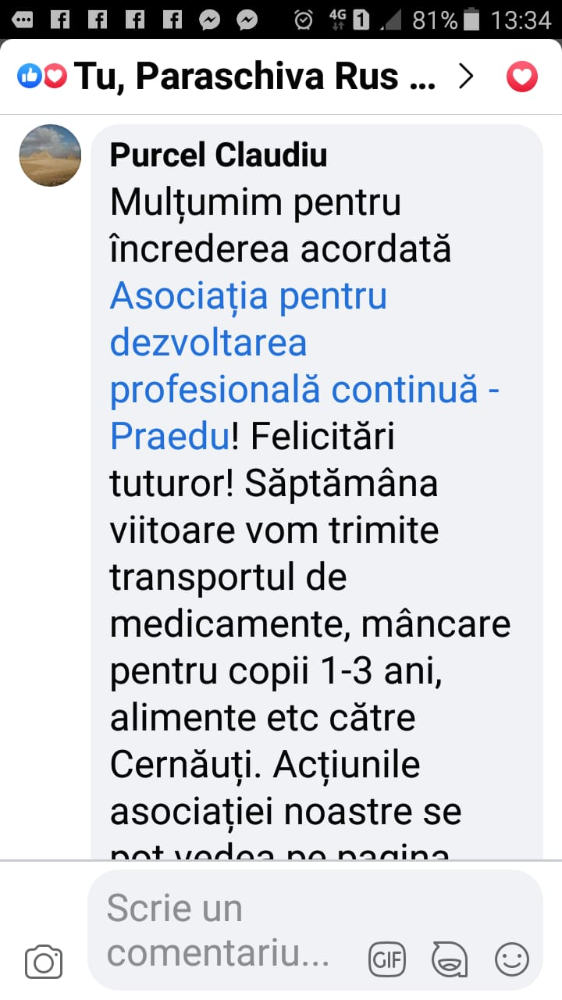 4G 1 81% 13:34
Tu, Paraschiva Rus ...
Purcel Claudiu
Mulțumim pentru
încrederea acordată
Asociația pentru
dezvoltarea
profesională continuă -
Praedu! Felicitări
tuturor! Săptămâna
viitoare vom trimite
transportul de
medicamente, mâncare
pentru copii 1-3 ani,
alimente etc către
Cernăuți. Acțiunile
asociației noastre se
pot vedea pe pagina
Scrie un
comentariu...
GIF